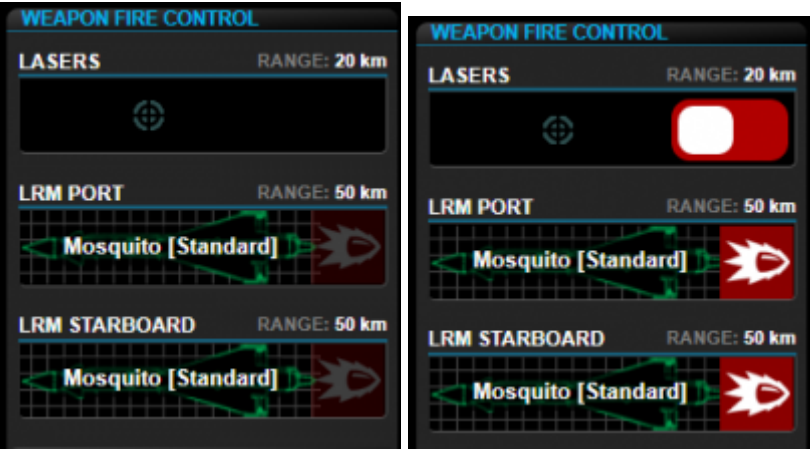 WEAPON FIRE CONTROL
LASERS RANGE: 20 km
LRM PORT RANGE: 50 km
Mosquito [Standard]
LRM STARBOARD RANGE: 50 km
Mosquito [Standard]
WEAPON FIRE CONTROL
LASERS RANGE: 20 km
LRM PORT RANGE: 50 km
Mosquito [Standard]
LRM STARBOARD RANGE: 50 km
Mosquito [Standard]